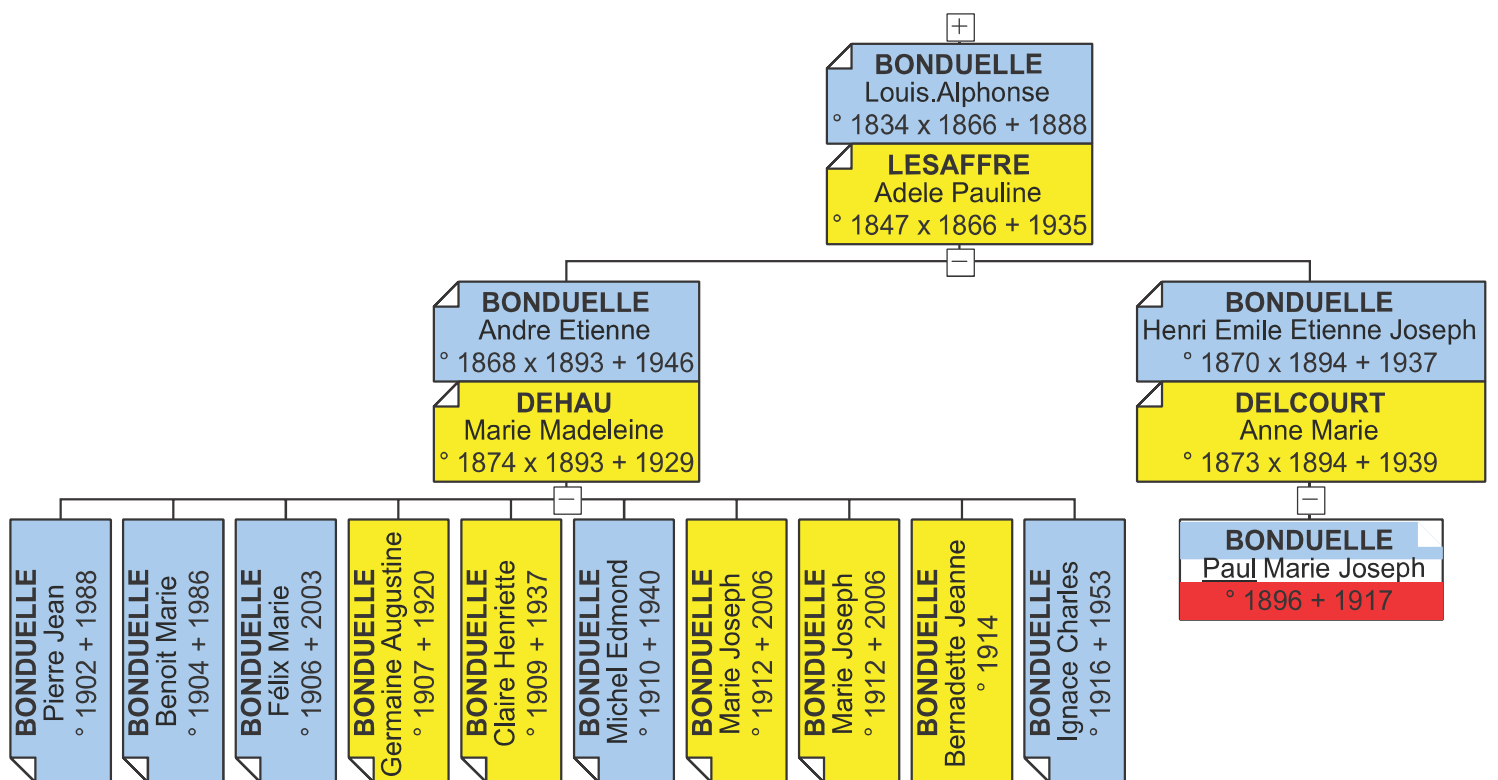 +
BONDUELLE
Louis.Alphonse
° 1834 x 1866 + 1888
LESAFFRE
Adele Pauline
° 1847 x 1866 + 1935
−
BONDUELLE
Andre Etienne
° 1868 x 1893 + 1946
DEHAU
Marie Madeleine
° 1874 x 1893 + 1929
−
BONDUELLE
Henri Emile Etienne Joseph
° 1870 x 1894 + 1937
DELCOURT
Anne Marie
° 1873 x 1894 + 1939
−
BONDUELLE
Pierre Jean
° 1902 + 1988
BONDUELLE
Benoit Marie
° 1904 + 1986
BONDUELLE
Félix Marie
° 1906 + 2003
BONDUELLE
Germaine Augustine
° 1907 + 1920
BONDUELLE
Claire Henriette
° 1909 + 1937
BONDUELLE
Michel Edmond
° 1910 + 1940
BONDUELLE
Marie Joseph
° 1912 + 2006
BONDUELLE
Marie Joseph
° 1912 + 2006
BONDUELLE
Bernadette Jeanne
° 1914
BONDUELLE
Ignace Charles
° 1916 + 1953
BONDUELLE
Paul Marie Joseph
° 1896 + 1917